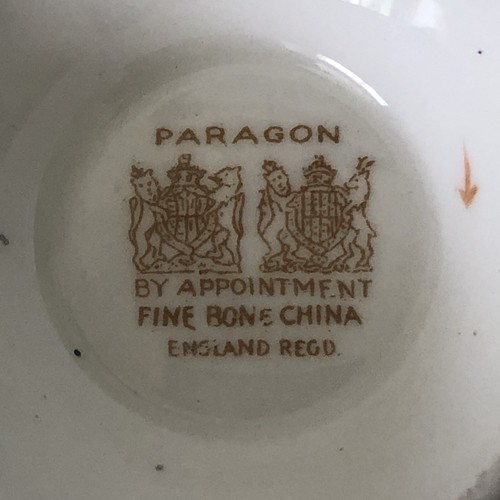 PARAGON
BY APPOINTMENT
FINE BONE CHINA
ENGLAND REGD.